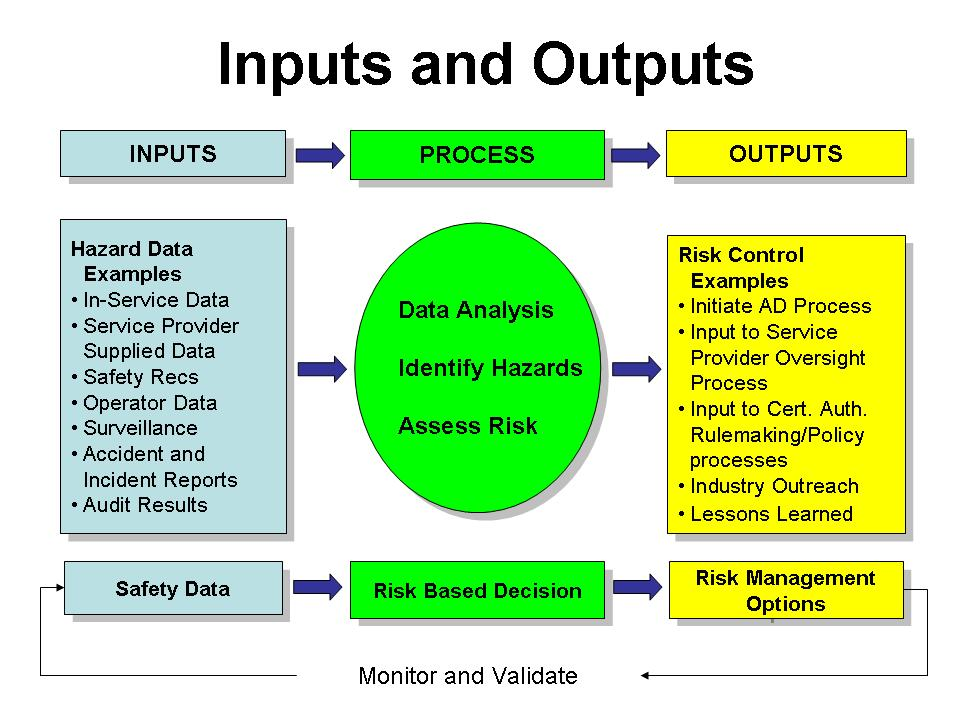 Inputs and Outputs
INPUTS
PROCESS
OUTPUTS
Hazard Data
Examples
• In-Service Data
• Service Provider
Supplied Data
• Safety Recs
• Operator Data
• Surveillance
• Accident and
Incident Reports
• Audit Results
Data Analysis
Identify Hazards
Assess Risk
Risk Control
Examples
• Initiate AD Process
• Input to Service
Provider Oversight
Process
• Input to Cert. Auth.
Rulemaking/Policy
processes
• Industry Outreach
• Lessons Learned
Safety Data
Risk Based Decision
Risk Management
Options
Monitor and Validate